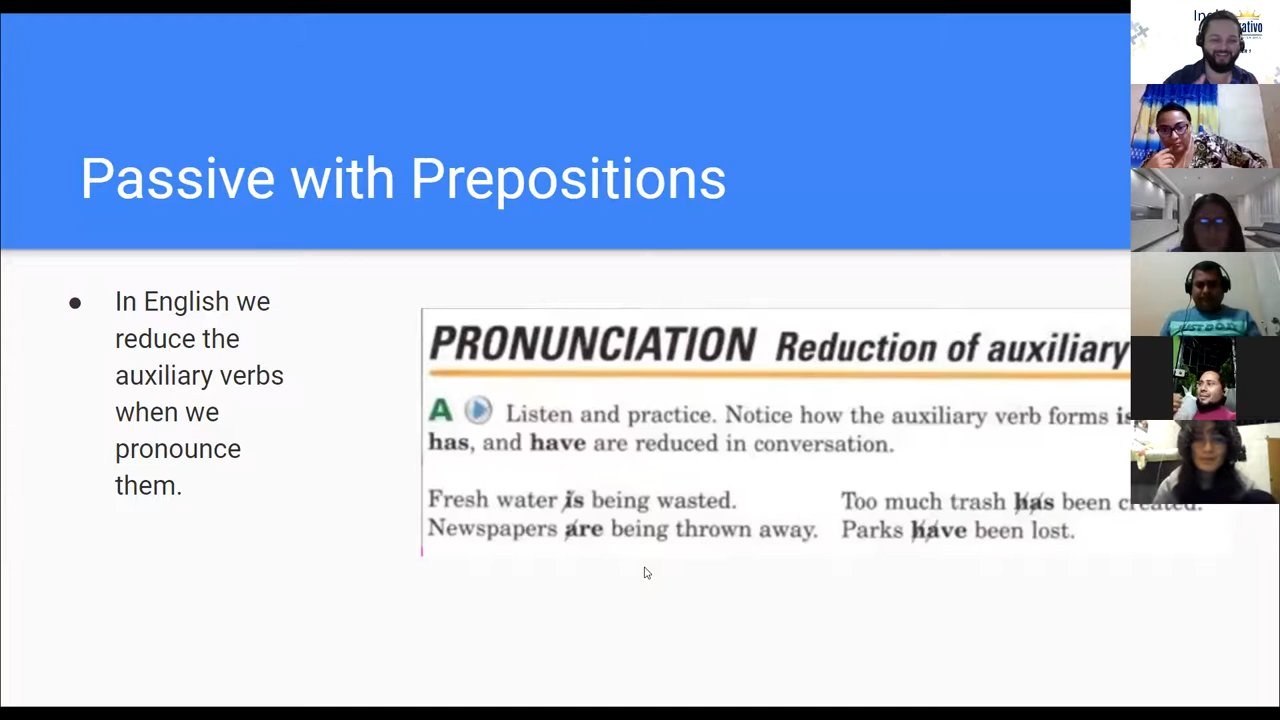 Passive with Prepositions
● In English we
reduce the
auxiliary verbs
when we
pronounce
them.
PRONUNCIATION Reduction of auxiliary
A Listen and practice. Notice how the auxiliary verb forms
has, and have are reduced in conversation.
Fresh water is being wasted.
Too much trash has been created.
Newspapers are being thrown away.
Parks have been lost.